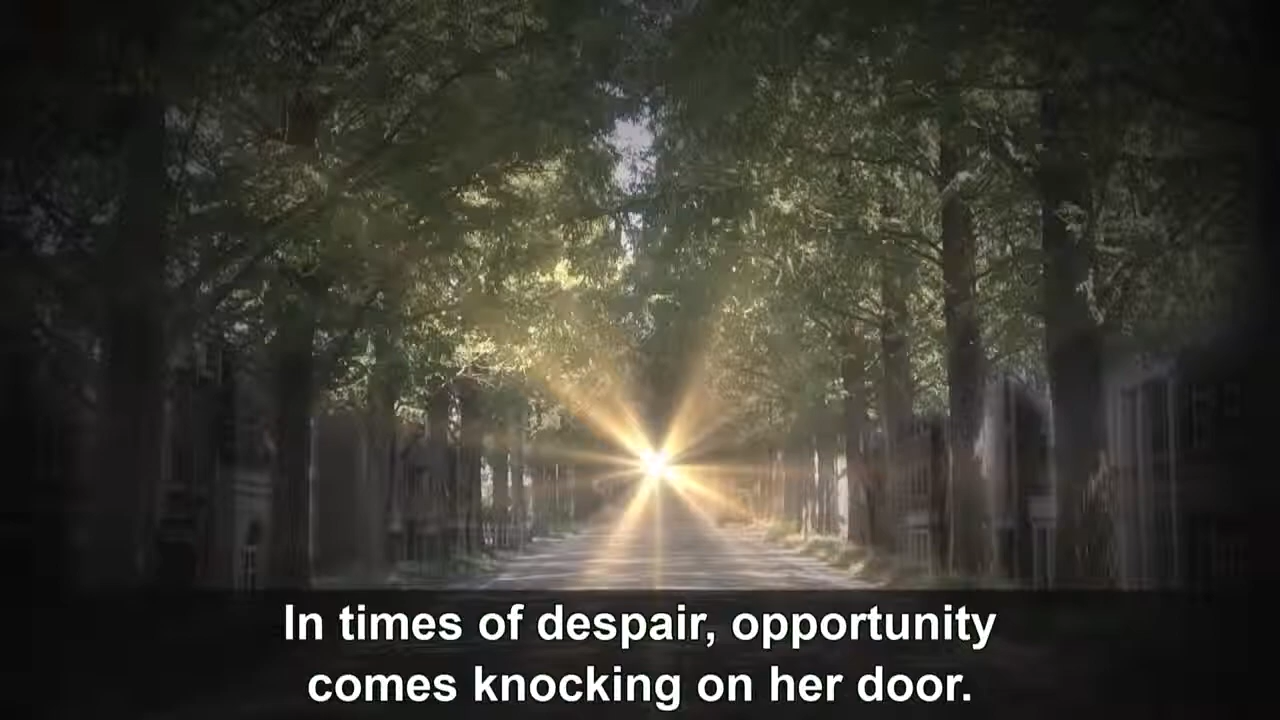 In times of despair, opportunity
comes knocking on her door.